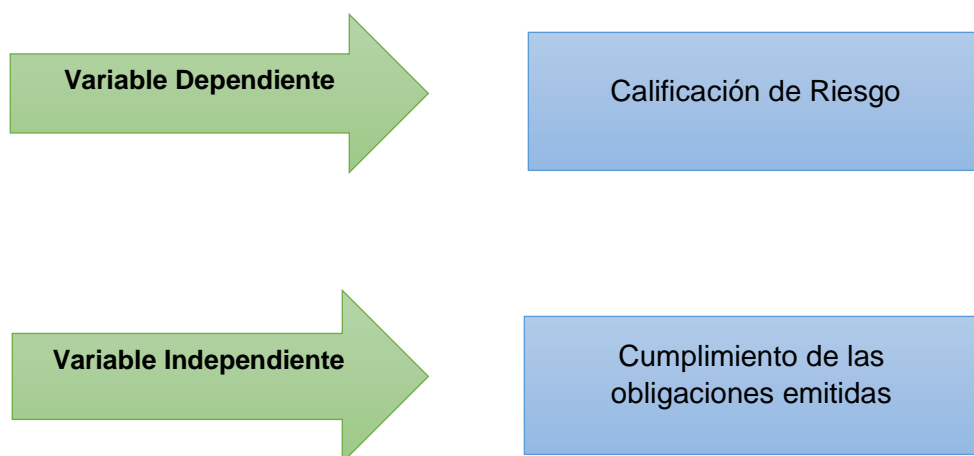 Variable Dependiente
Calificación de Riesgo
Variable Independiente
Cumplimiento de las
obligaciones emitidas